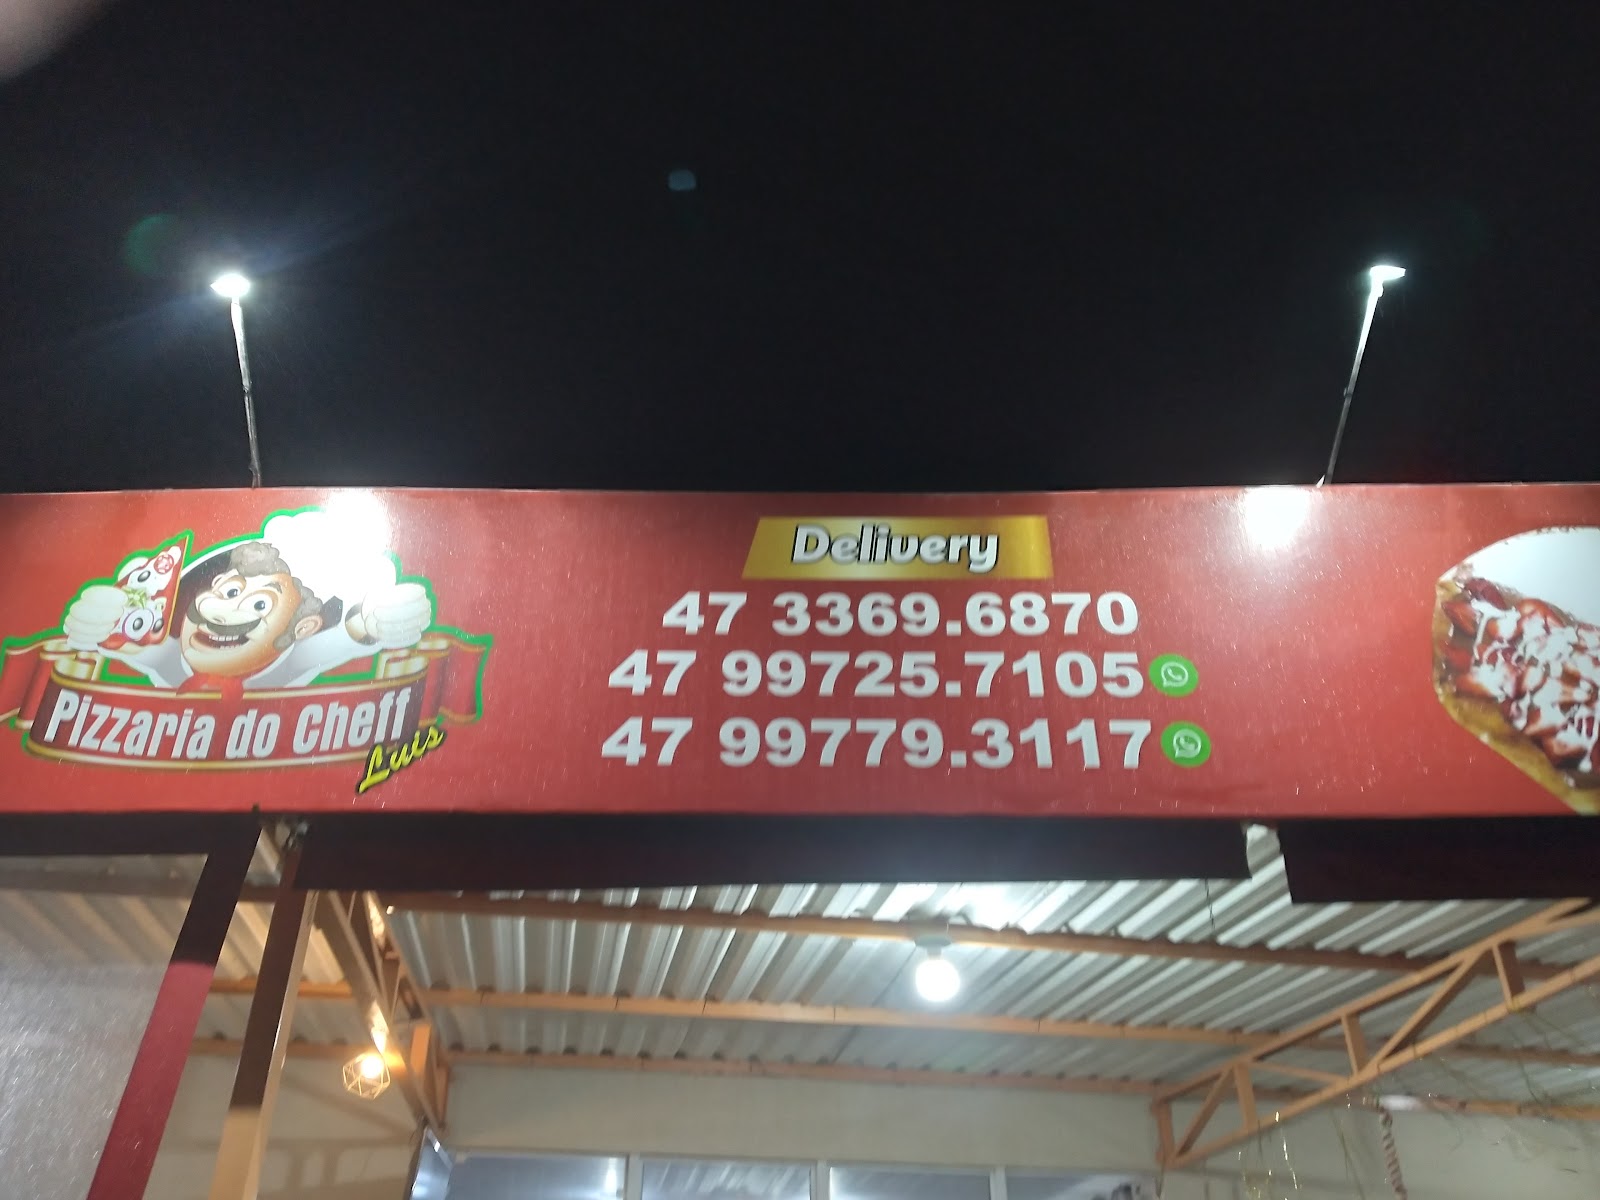 Pizzaria do Cheff
Luis
Delivery
47 3369.6870
47 99725.7105
47 99779.3117